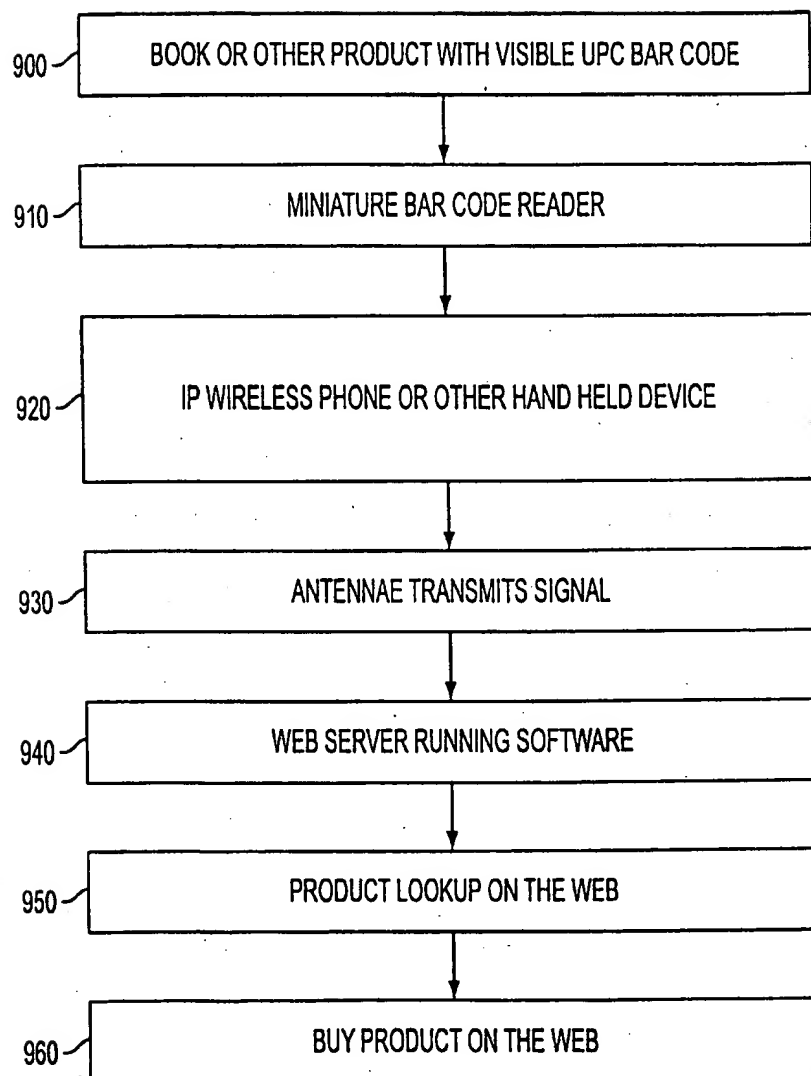 900 BOOK OR OTHER PRODUCT WITH VISIBLE UPC BAR CODE
910 MINIATURE BAR CODE READER
920 IP WIRELESS PHONE OR OTHER HAND HELD DEVICE
930 ANTENNAE TRANSMITS SIGNAL
940 WEB SERVER RUNNING SOFTWARE
950 PRODUCT LOOKUP ON THE WEB
960 BUY PRODUCT ON THE WEB